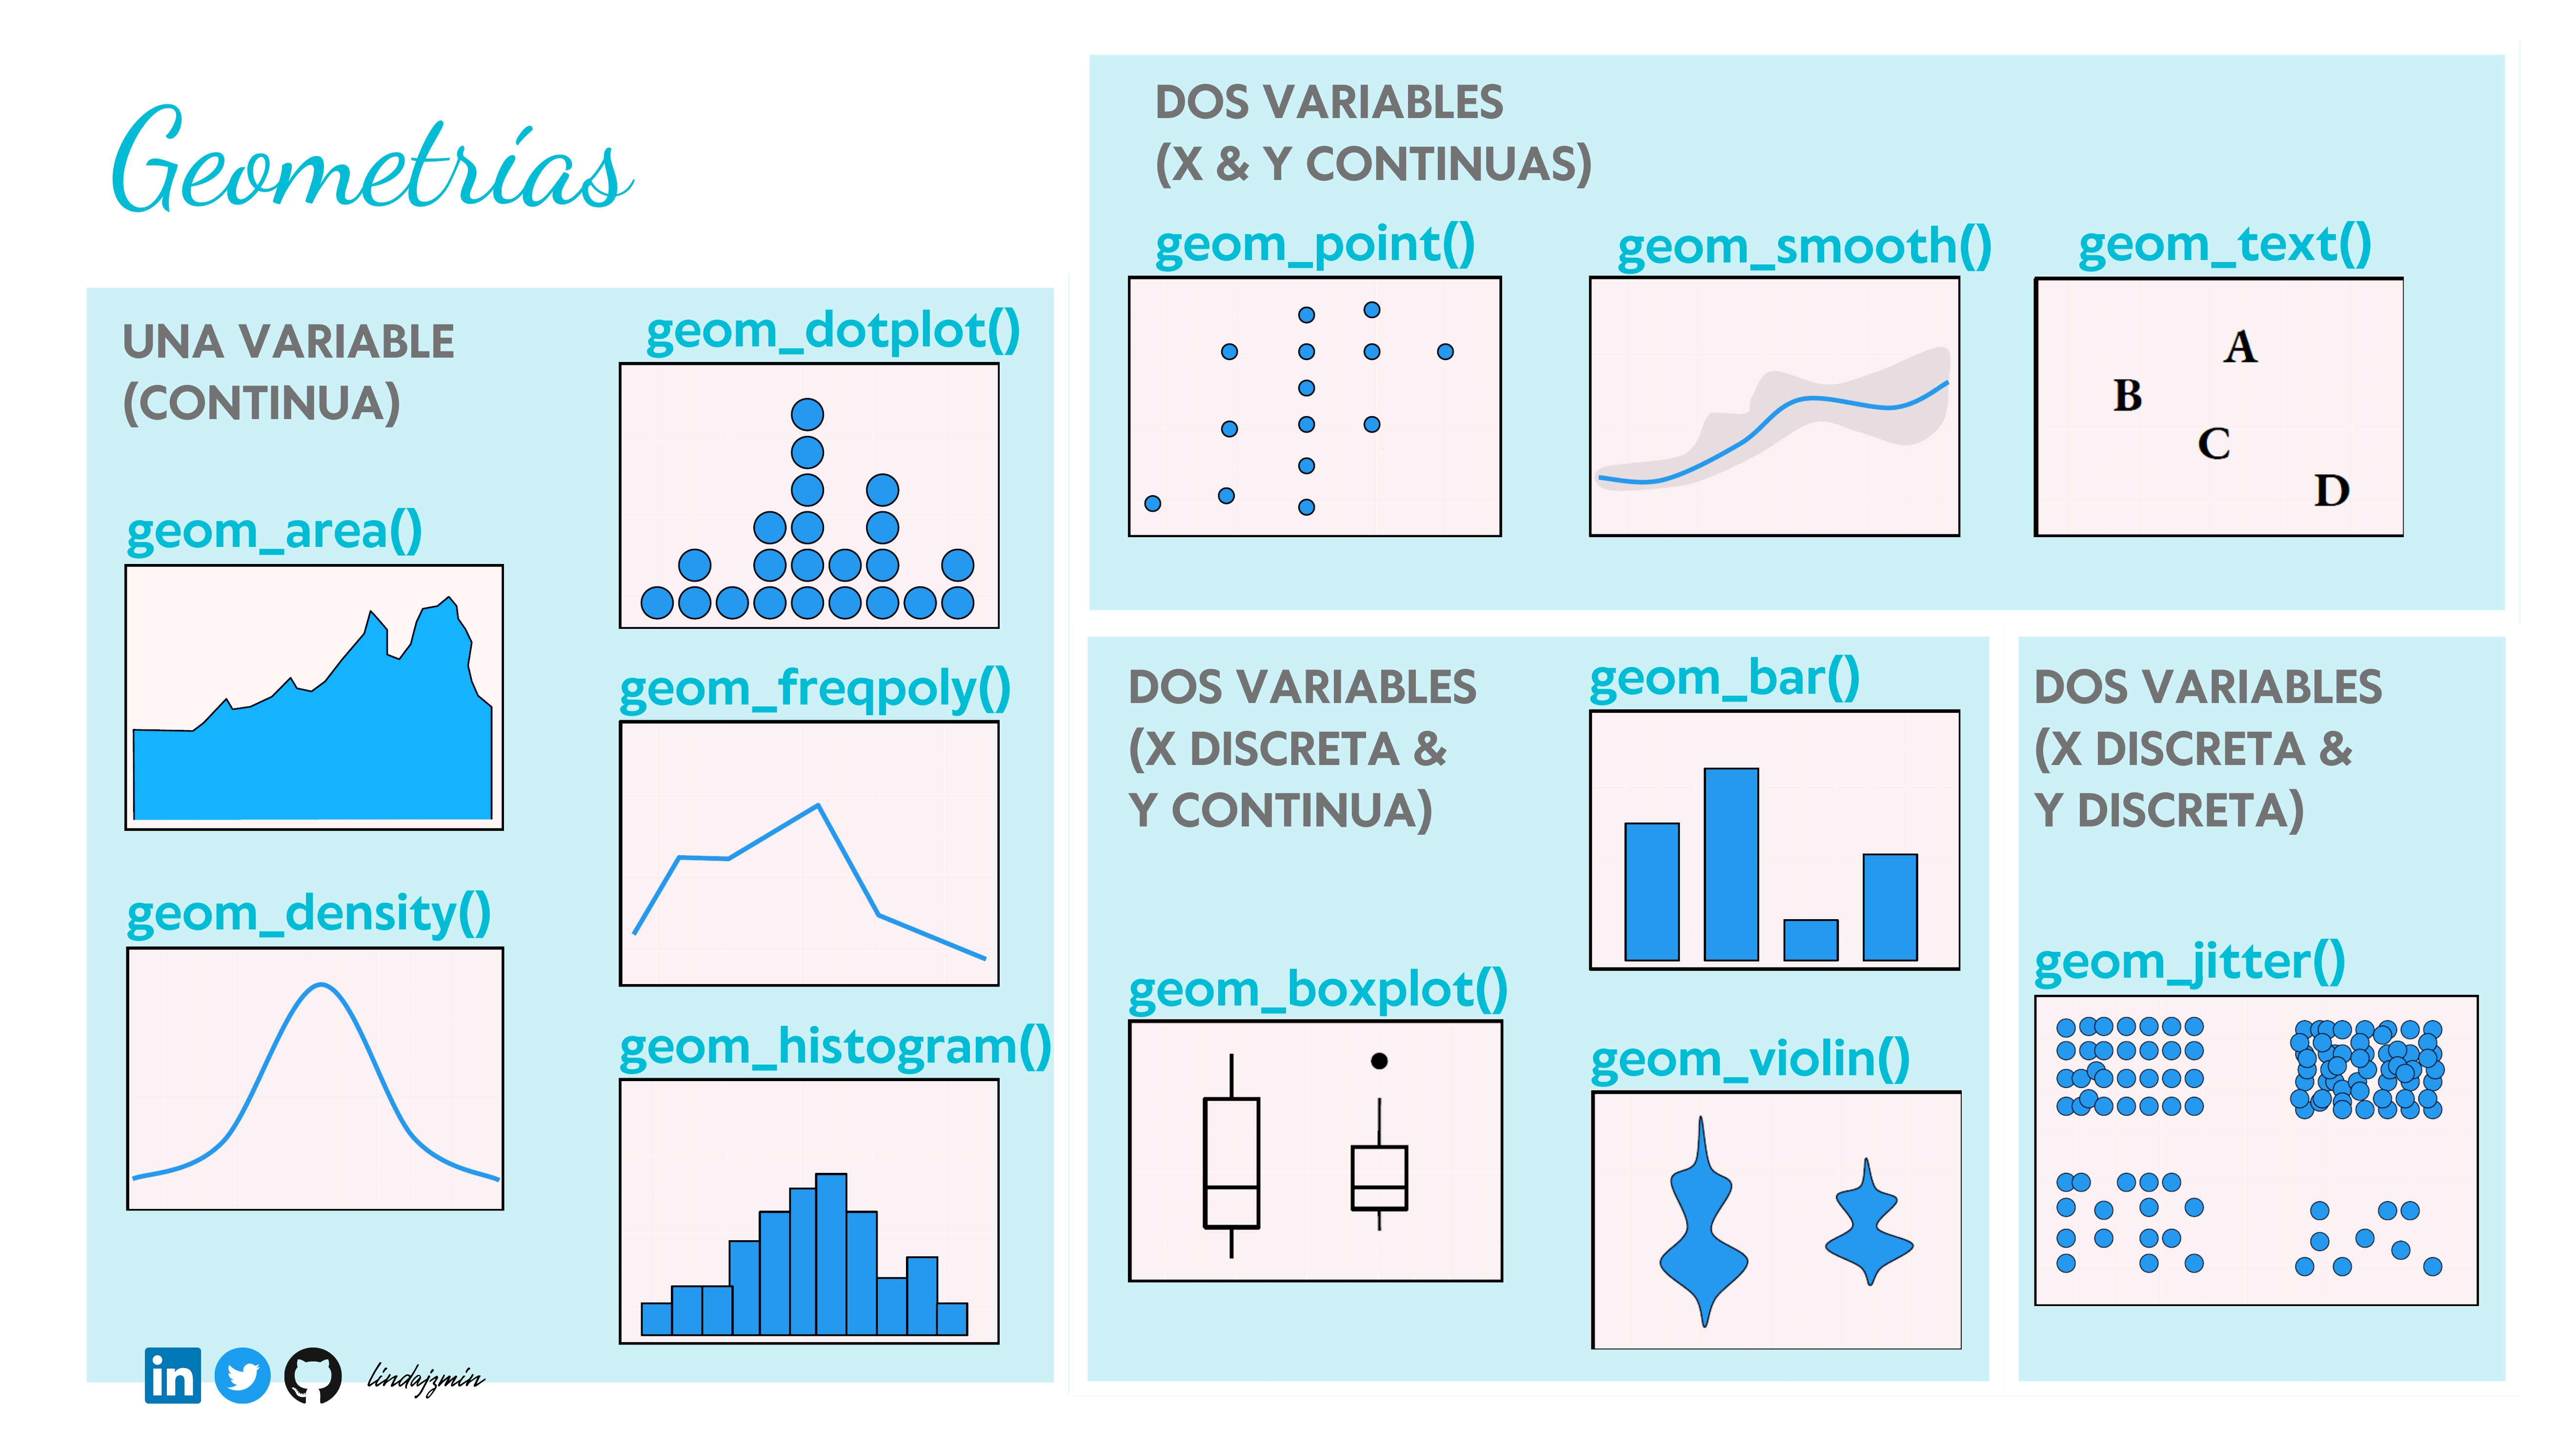 Geometrías
UNA VARIABLE
(CONTINUA)
geom_area()
geom_density()
geom_dotplot()
geom_freqpoly()
geom_histogram()
in
lindajzmin
DOS VARIABLES
(X & Y CONTINUAS)
geom_point()
geom_smooth()
geom_text()
A
B
C
D
DOS VARIABLES
(X DISCRETA &
Y CONTINUA)
geom_boxplot()
geom_bar()
geom_violin()
DOS VARIABLES
(X DISCRETA &
Y DISCRETA)
geom_jitter()